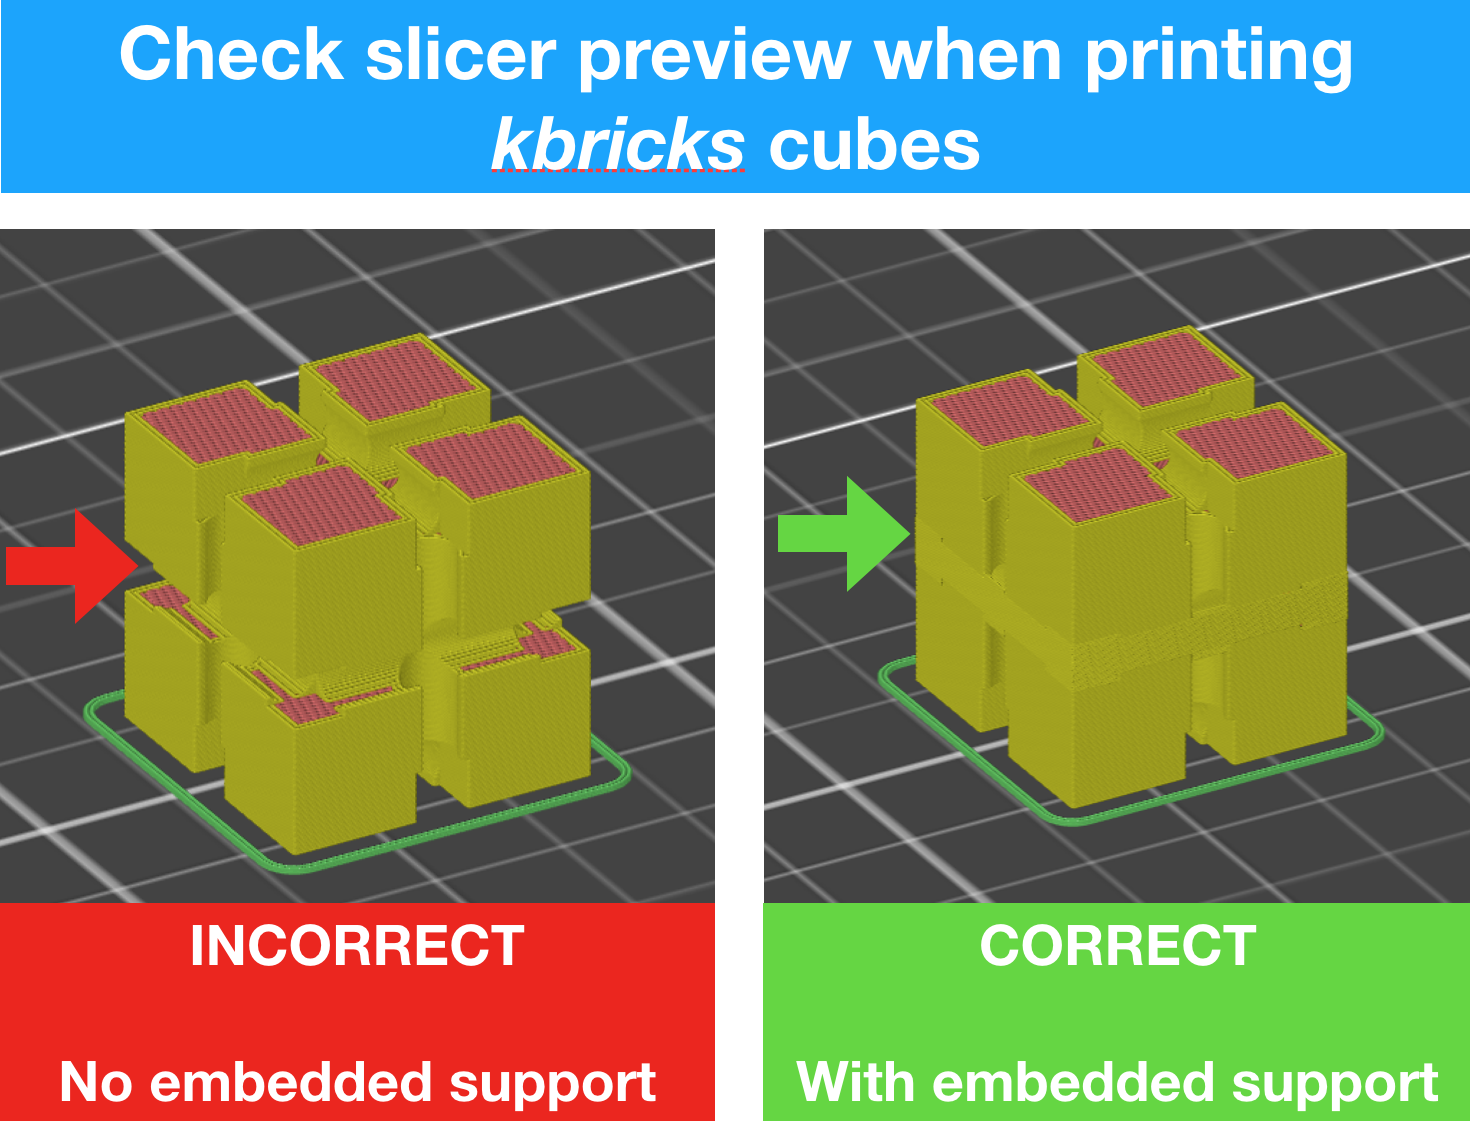 Check slicer preview when printing
kbricks cubes
INCORRECT
CORRECT
No embedded support
With embedded support